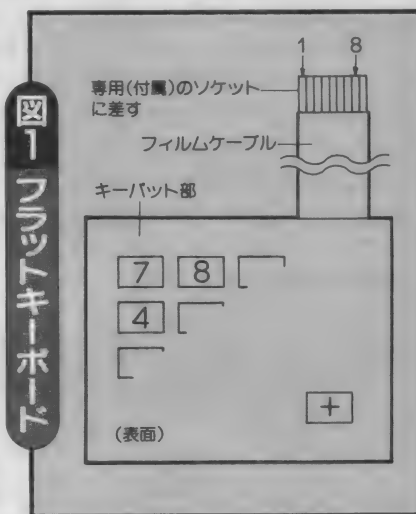 図1 フラットキーボード
1 8
専用(付属)のソケット
に差す
フィルムケーブル
キーパット部
7 8
4
+
(表面)